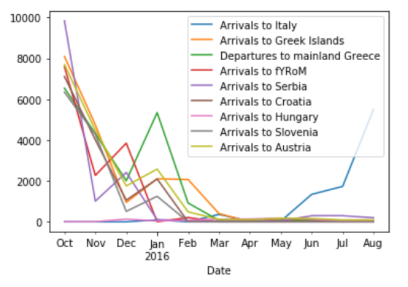 10000
8000
6000
4000
2000
0
Arrivals to Italy
Arrivals to Greek Islands
Departures to mainland Greece
Arrivals to fYRoM
Arrivals to Serbia
Arrivals to Croatia
Arrivals to Hungary
Arrivals to Slovenia
Arrivals to Austria
Oct Nov Dec Jan Feb Mar Apr May Jun Jul Aug
2016
Date